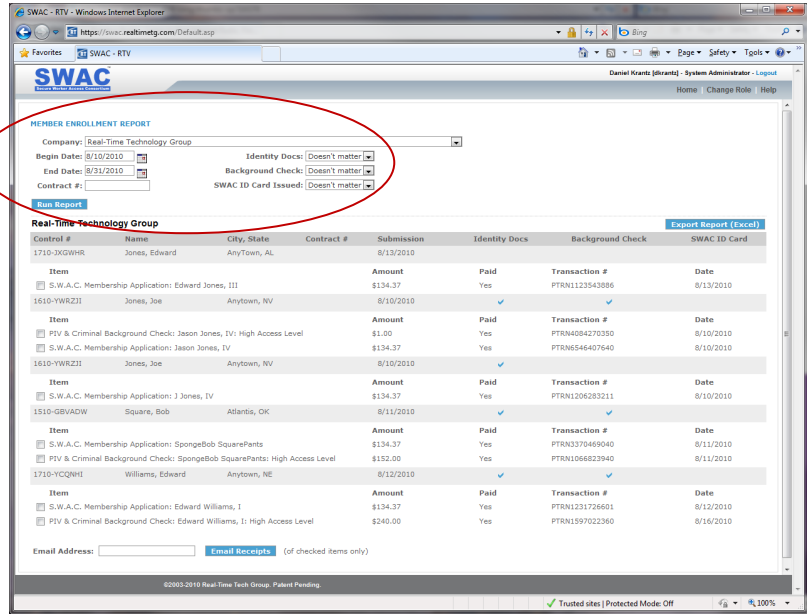 SWAC - RTV - Windows Internet Explorer
https://swac.realtimetg.com/Default.asp
Bing
Favorites SWAC - RTV Page Safety Tools
SWAC
Secure Worker Access Consortium
Daniel Krantz [dkrantz] - System Administrator - Logout
Home | Change Role | Help
MEMBER ENROLLMENT REPORT
Company: Real-Time Technology Group
Begin Date: 8/10/2010 Identity Docs: Doesn't matter
End Date: 8/31/2010 Background Check: Doesn't matter
Contract #: SWAC ID Card Issued: Doesn't matter
Run Report
Real-Time Technology Group Export Report (Excel)
Control # Name City, State Contract # Submission Identity Docs Background Check SWAC ID Card
1710-JXGWHR Jones, Edward AnyTown, AL 8/13/2010
Item Amount Paid Transaction # Date
S.W.A.C. Membership Application: Edward Jones, III $134.37 Yes PTRN1123543886 8/13/2010
1610-YWRZJI Jones, Joe Anytown, NV 8/10/2010
Item Amount Paid Transaction # Date
PIV & Criminal Background Check: Jason Jones, IV: High Access Level $1.00 Yes PTRN4084270350 8/10/2010
S.W.A.C. Membership Application: Jason Jones, IV $134.37 Yes PTRN6546407640 8/10/2010
1610-YWRZJI Jones, Joe Anytown, NV 8/10/2010
Item Amount Paid Transaction # Date
S.W.A.C. Membership Application: J Jones, IV $134.37 Yes PTRN1206283211 8/10/2010
1510-GBVADW Square, Bob Atlantis, OK 8/11/2010
Item Amount Paid Transaction # Date
S.W.A.C. Membership Application: SpongeBob SquarePants $134.37 Yes PTRN3370469040 8/11/2010
PIV & Criminal Background Check: SpongeBob SquarePants: High Access Level $152.00 Yes PTRN1066823940 8/11/2010
1710-YCQNHI Williams, Edward Anytown, NE 8/12/2010
Item Amount Paid Transaction # Date
S.W.A.C. Membership Application: Edward Williams, I $134.37 Yes PTRN1231726601 8/12/2010
PIV & Criminal Background Check: Edward Williams, I: High Access Level $240.00 Yes PTRN1597022360 8/16/2010
Email Address: Email Receipts (of checked items only)
©2003-2010 Real-Time Tech Group. Patent Pending.
Trusted sites | Protected Mode: Off 100%